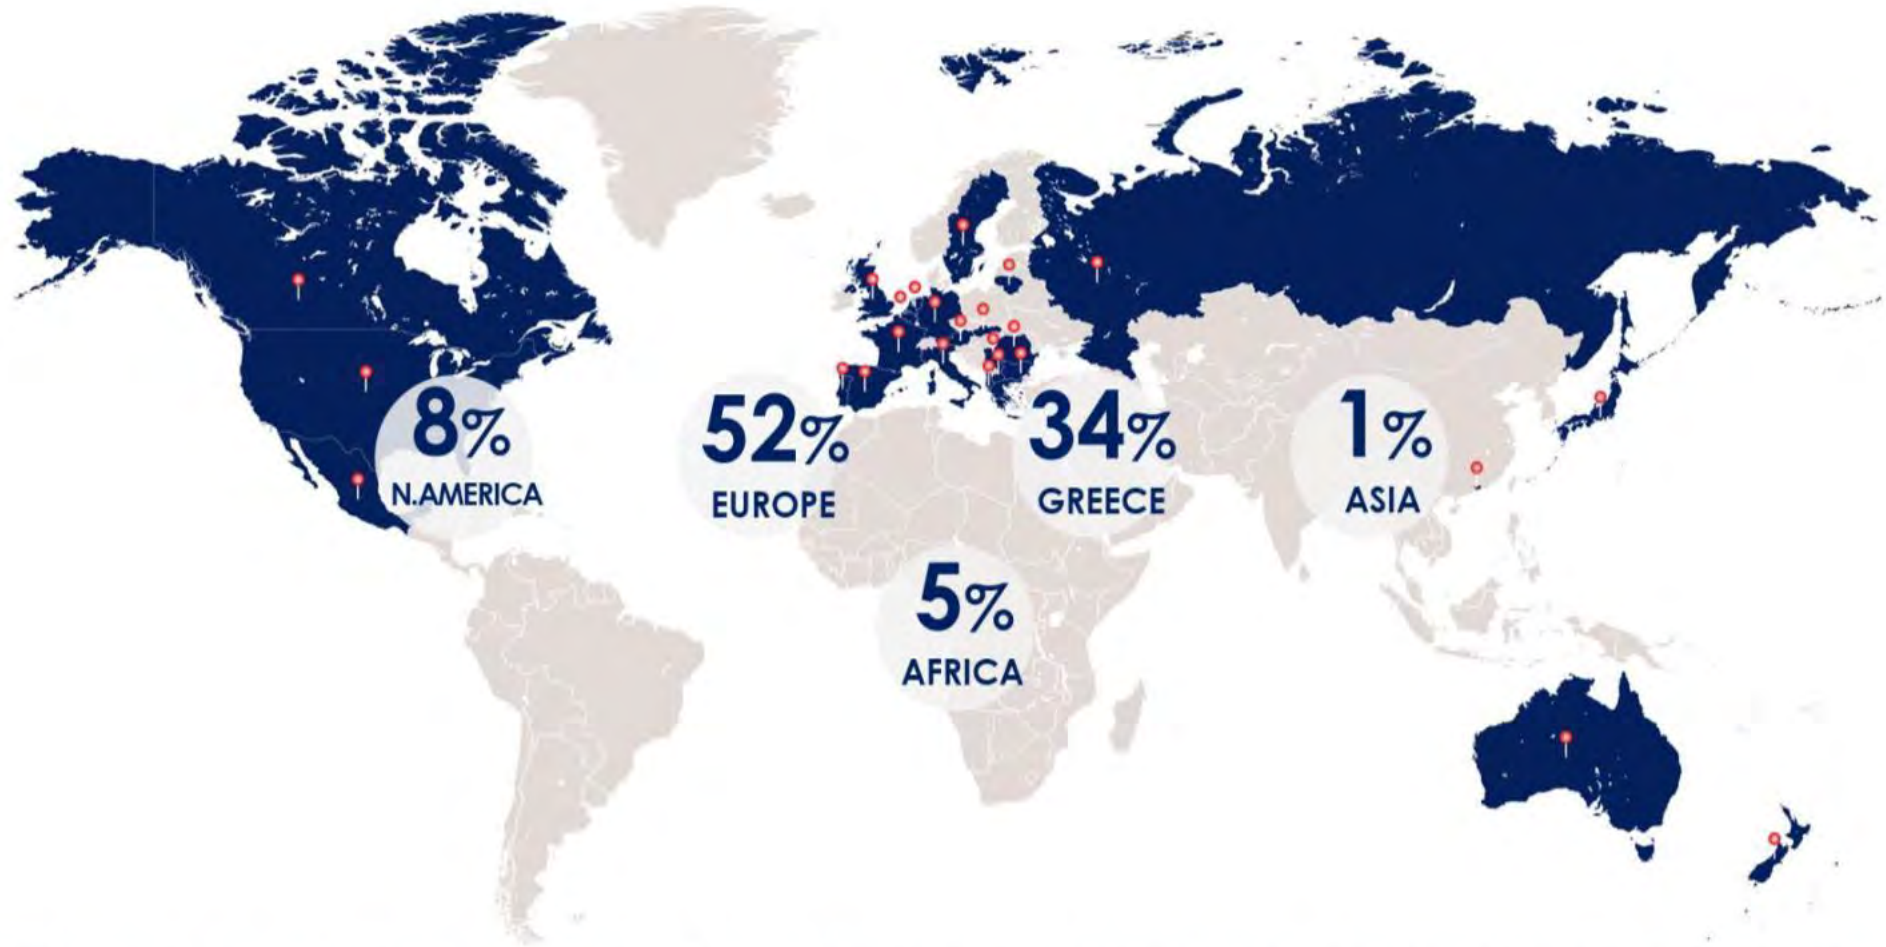 8%
N.AMERICA
52%
EUROPE
34%
GREECE
1%
ASIA
5%
AFRICA